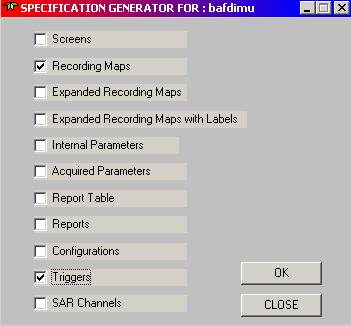 SPECIFICATION GENERATOR FOR : bafdimu
Screens
Recording Maps
Expanded Recording Maps
Expanded Recording Maps with Labels
Internal Parameters
Acquired Parameters
Report Table
Reports
Configurations
Triggers
OK
SAR Channels
CLOSE